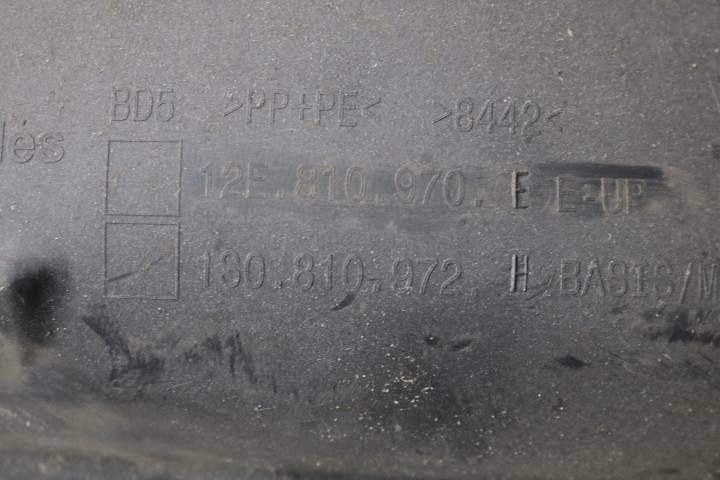 BD5 >PP+PE< >8442<
lés
12E.810.970. E E-UP
1S0.810.972. H BASIS/M